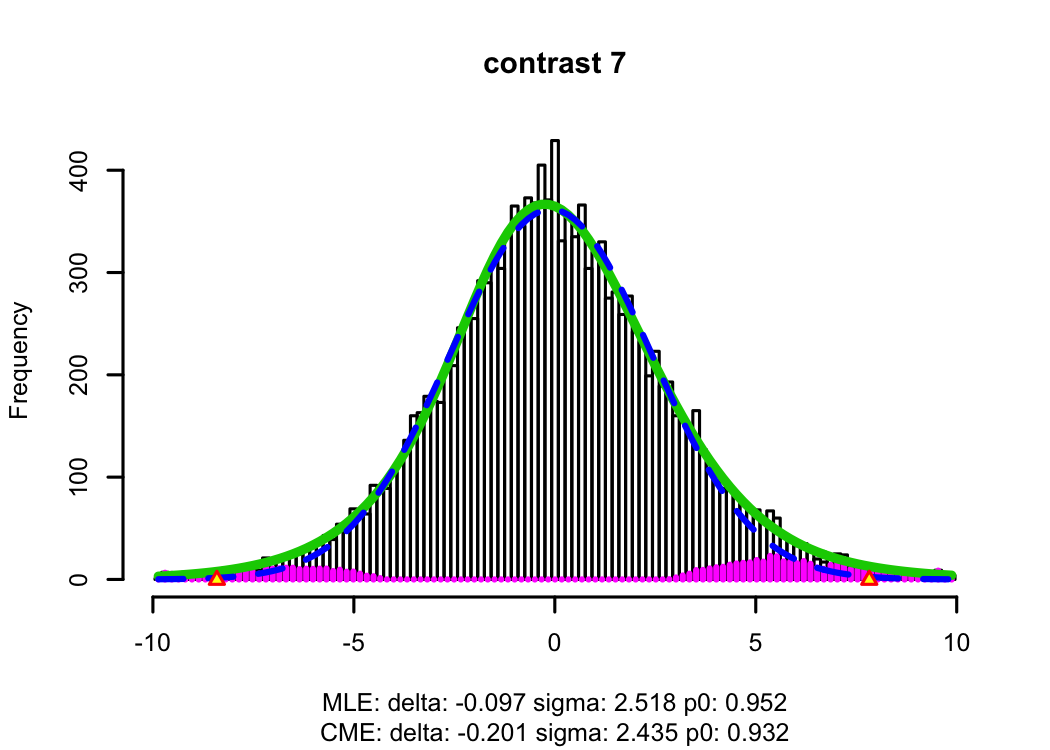 contrast 7
Frequency
400
300
200
100
0
-10 -5 0 5 10
MLE: delta: -0.097 sigma: 2.518 p0: 0.952
CME: delta: -0.201 sigma: 2.435 p0: 0.932